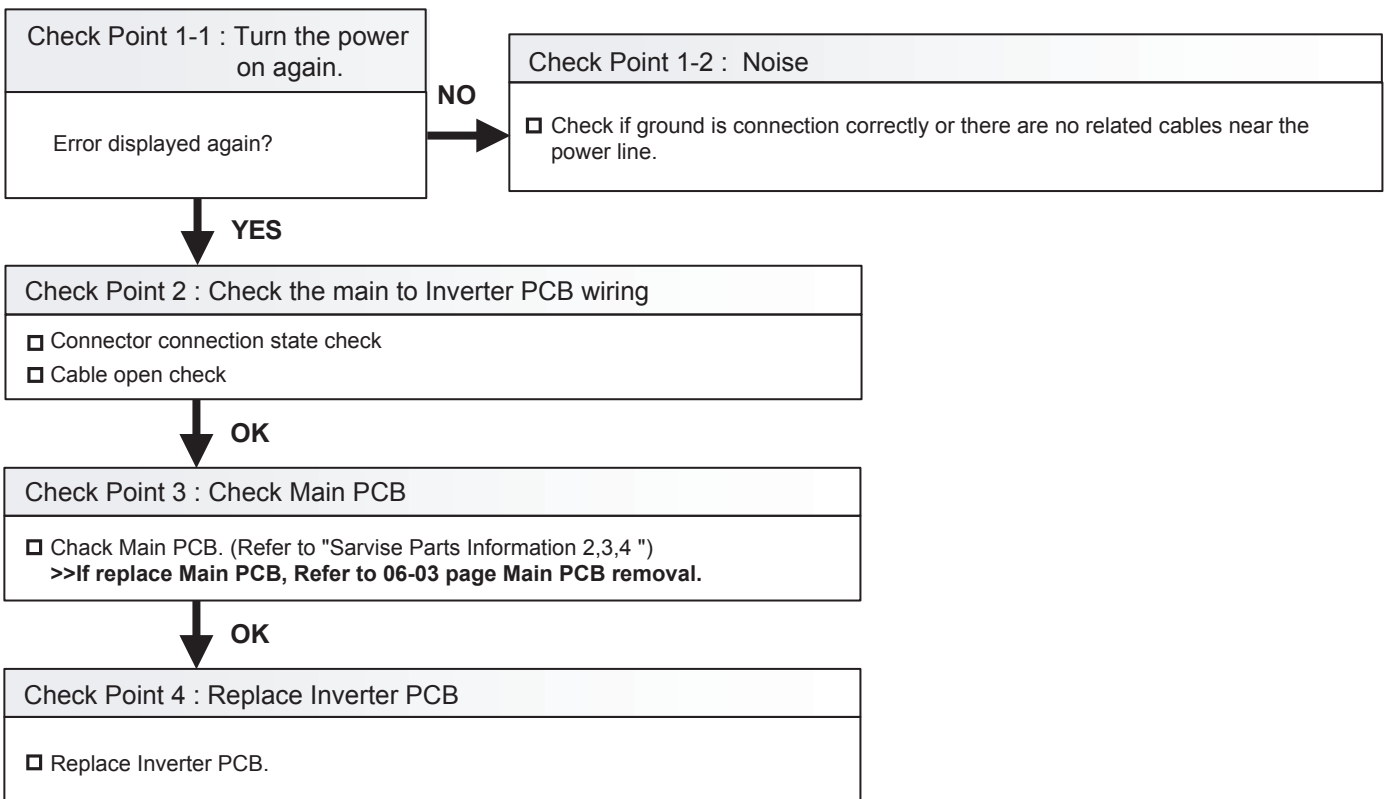 Check Point 1-1 : Turn the power
on again.
Error displayed again?
NO
Check Point 1-2 : Noise
Check if ground is connection correctly or there are no related cables near the
power line.
YES
Check Point 2 : Check the main to Inverter PCB wiring
Connector connection state check
Cable open check
OK
Check Point 3 : Check Main PCB
Chack Main PCB. (Refer to "Sarvise Parts Information 2,3,4 ")
>>If replace Main PCB, Refer to 06-03 page Main PCB removal.
OK
Check Point 4 : Replace Inverter PCB
Replace Inverter PCB.